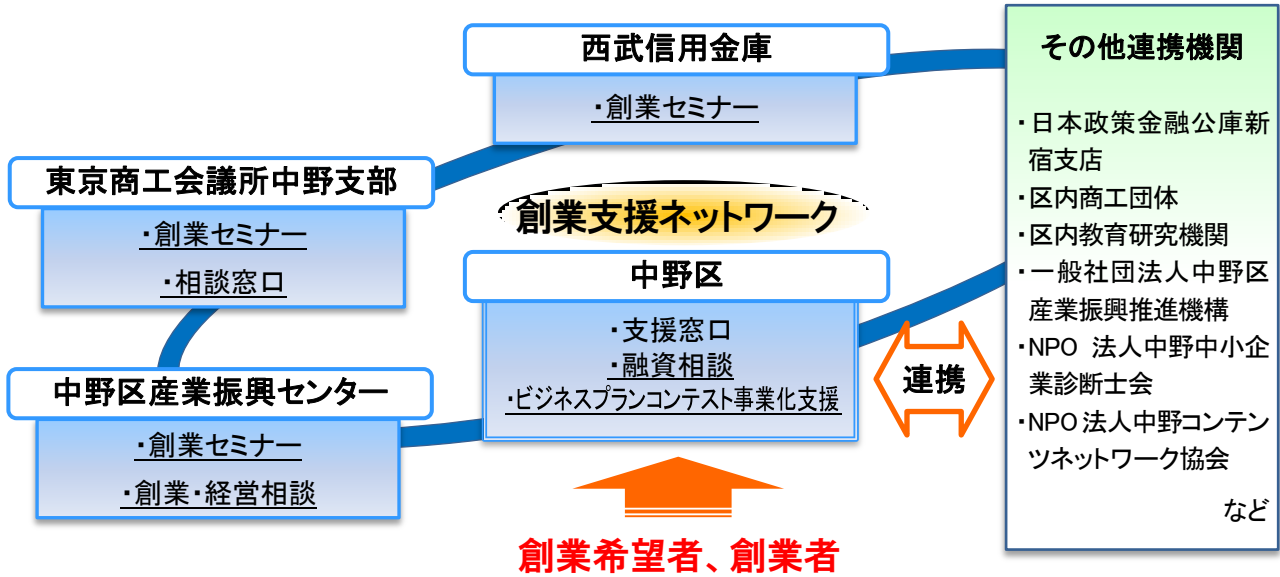 西武信用金庫
・創業セミナー
東京商工会議所中野支部
・創業セミナー
・相談窓口
創業支援ネットワーク
中野区
・支援窓口
・融資相談
・ビジネスプランコンテスト事業化支援
中野区産業振興センター
・創業セミナー
・創業・経営相談
連携
創業希望者、創業者
その他連携機関
・日本政策金融公庫新
宿支店
・区内商工団体
・区内教育研究機関
・一般社団法人中野区
産業振興推進機構
・NPO 法人中野中小企
業診断士会
・NPO法人中野コンテン
ツネットワーク協会
など